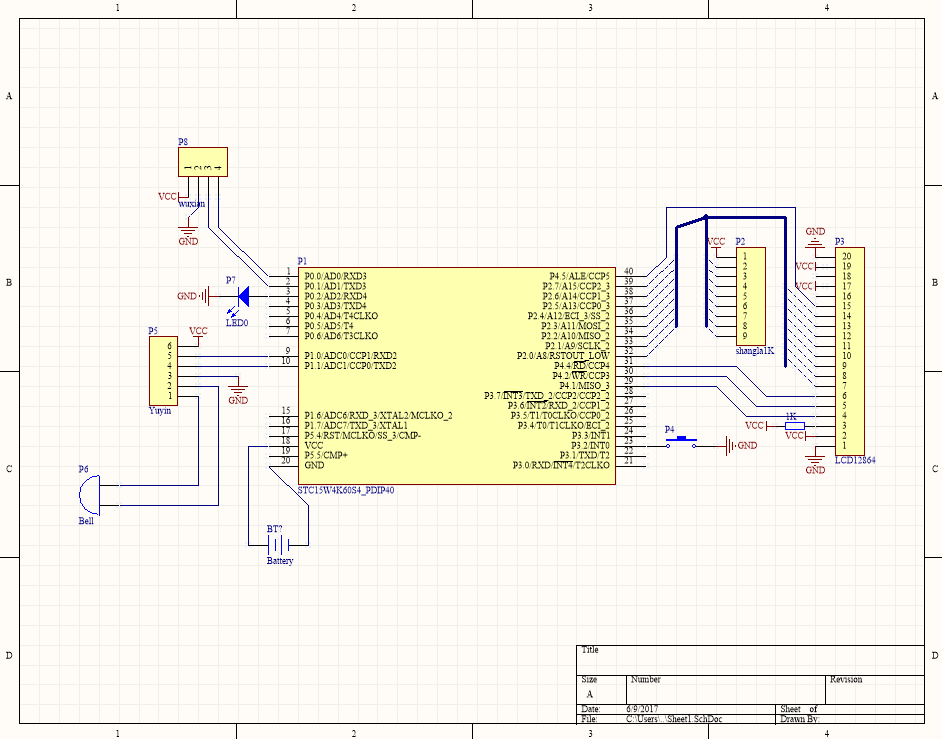 1 2 3 4
A A
P8
1 2 3 4
VCC
wuxian
GND
B B
P7
GND
LED0
P5
VCC
6
5
4
3
2
1
GND
Yuyin
P6
Bell
P1
1 P0.0/AD0/RXD3
2 P0.1/AD1/TXD3
3 P0.2/AD2/RXD4
4 P0.3/AD3/TXD4
5 P0.4/AD4/T4CLKO
6 P0.5/AD5/T4
7 P0.6/AD6/T3CLKO
9 P1.0/ADC0/CCP1/RXD2
10 P1.1/ADC1/CCP0/TXD2
15 P1.6/ADC6/RXD_3/XTAL2/MCLKO_2
16 P1.7/ADC7/TXD_3/XTAL1
17 P5.4/RST/MCLKO/SS_3/CMP-
18 VCC
19 P5.5/CMP+
20 GND
P4.5/ALE/CCP5 40
P2.7/A15/CCP2_3 39
P2.6/A14/CCP1_3 38
P2.5/A13/CCP0_3 37
P2.4/A12/ECI_3/SS_2 36
P2.3/A11/MOSI_2 35
P2.2/A10/MISO_2 34
P2.1/A9/SCLK_2 33
P2.0/A8/RSTOUT_LOW 32
P4.4/RD/CCP4 31
P4.2/WR/CCP3 30
P4.1/MISO_3 29
P3.7/INT3/TXD_2/CCP2/CCP2_2 28
P3.6/INT2/RXD_2/CCP1_2 27
P3.5/T1/T0CLKO/CCP0_2 26
P3.4/T0/T1CLKO/ECI_2 25
P3.3/INT1 24
P3.2/INT0 23
P3.1/TXD/T2 22
P3.0/RXD/INT4/T2CLKO 21
STC15W4K60S4_PDIP40
BT?
Battery
P4
GND
VCC
P2
1
2
3
4
5
6
7
8
9
shangla1K
GND
P3
VCC
VCC
20
19
18
17
16
15
14
13
12
11
10
9
8
7
6
5
4
3
2
1
1K
VCC
VCC
GND
LCD12864
C C
D D
Title
Size Number Revision
A
Date: 6/9/2017 Sheet of
File: C:\Users\..\Sheet1.SchDoc Drawn By:
1 2 3 4